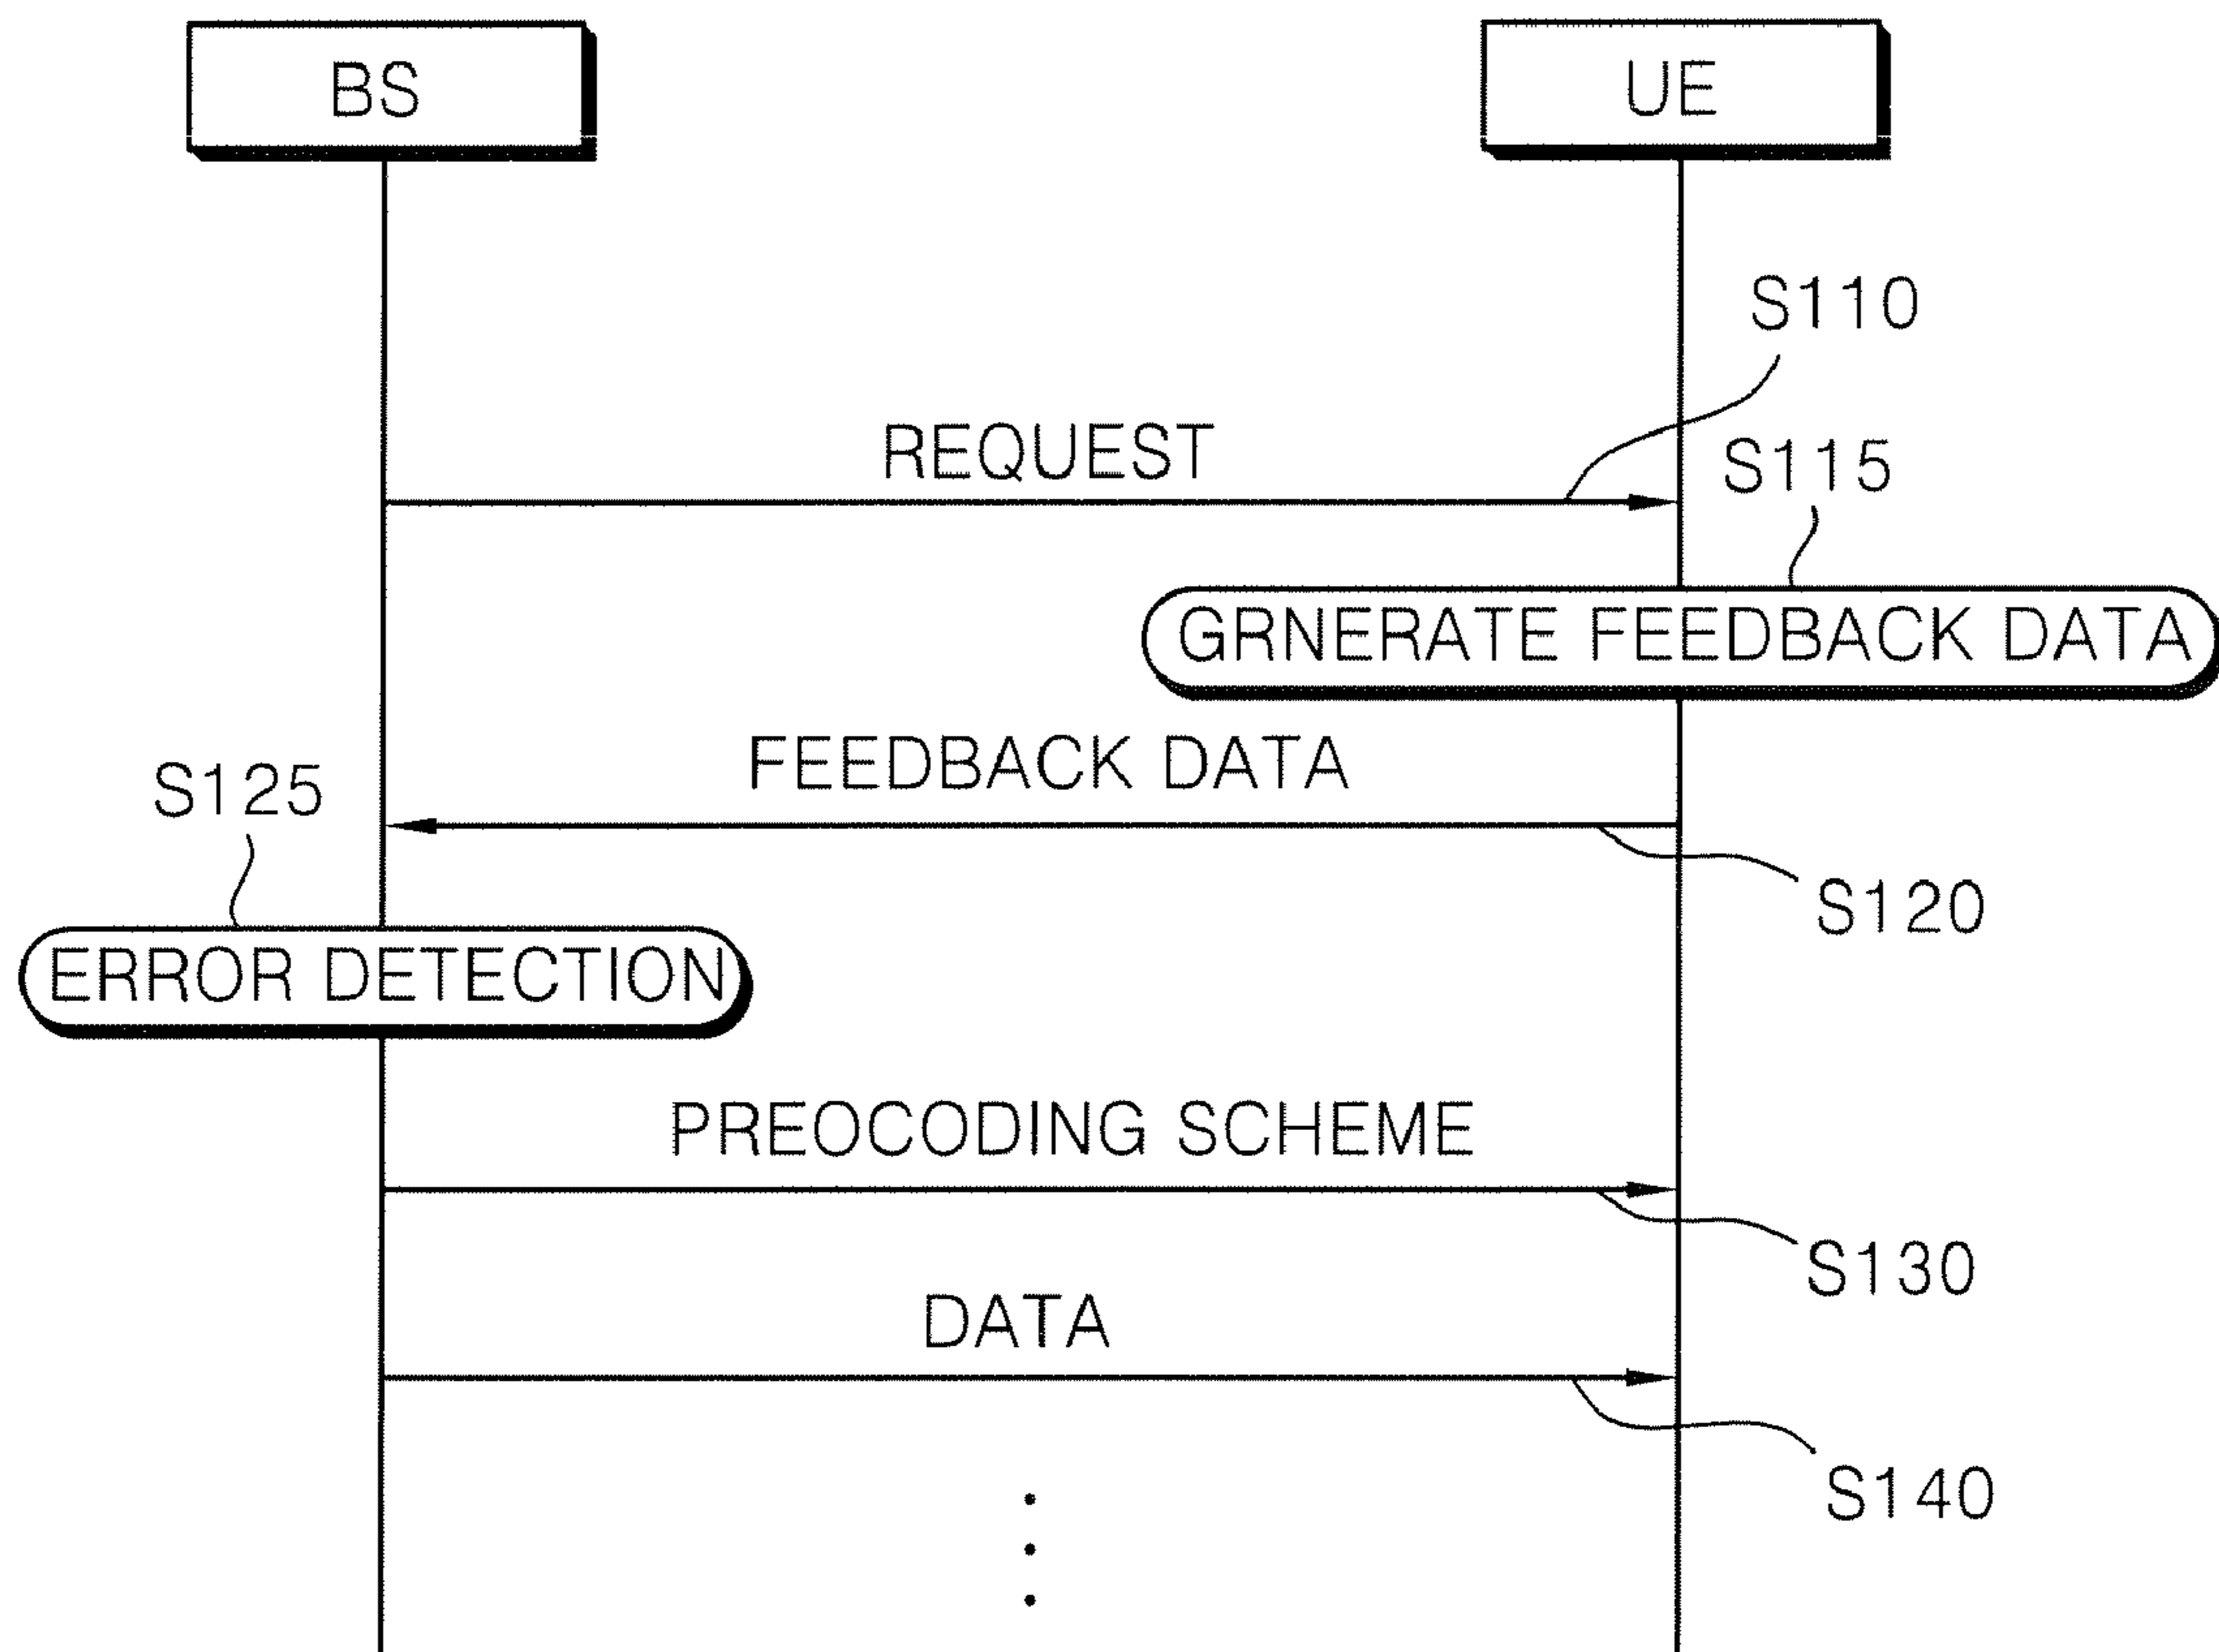 BS
UE
S110
REQUEST
S115
GRNERATE FEEDBACK DATA
FEEDBACK DATA
S125
S120
ERROR DETECTION
PREOCODING SCHEME
S130
DATA
S140